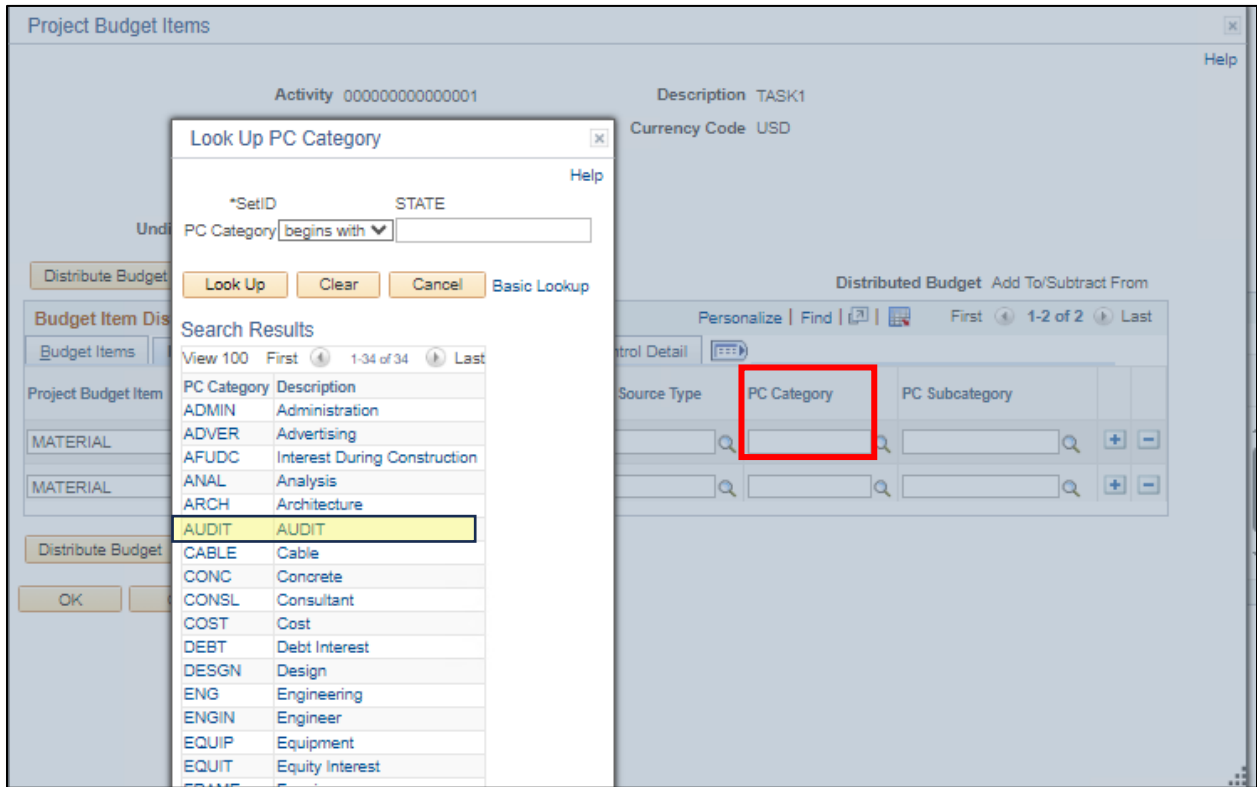 Project Budget Items
Help
Activity 000000000000001 Description TASK1
Currency Code USD
Look Up PC Category
Help
*SetID STATE
PC Category begins with
Look Up Clear Cancel Basic Lookup
Search Results
View 100 First 1-34 of 34 Last
PC Category Description
ADMIN Administration
ADVER Advertising
AFUDC Interest During Construction
ANAL Analysis
ARCH Architecture
AUDIT AUDIT
CABLE Cable
CONC Concrete
CONSL Consultant
COST Cost
DEBT Debt Interest
DESGN Design
ENG Engineering
ENGIN Engineer
EQUIP Equipment
EQUIT Equity Interest
Undi
Distribute Budget
Distributed Budget Add To/Subtract From
Budget Item Dis
Personalize | Find | First 1-2 of 2 Last
Budget Items
trol Detail
Project Budget Item Source Type PC Category PC Subcategory
MATERIAL
MATERIAL
Distribute Budget
OK